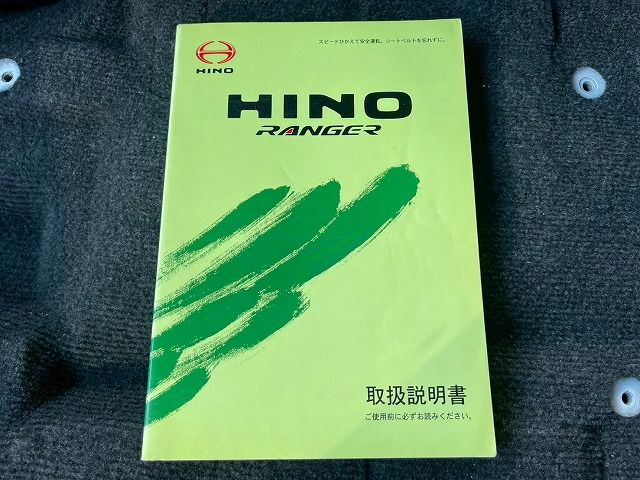 スピードひかえて安全運転、シートベルトを忘れずに。
HINO
HINO
RANGER
取扱説明書
ご使用前に必ずお読みください。